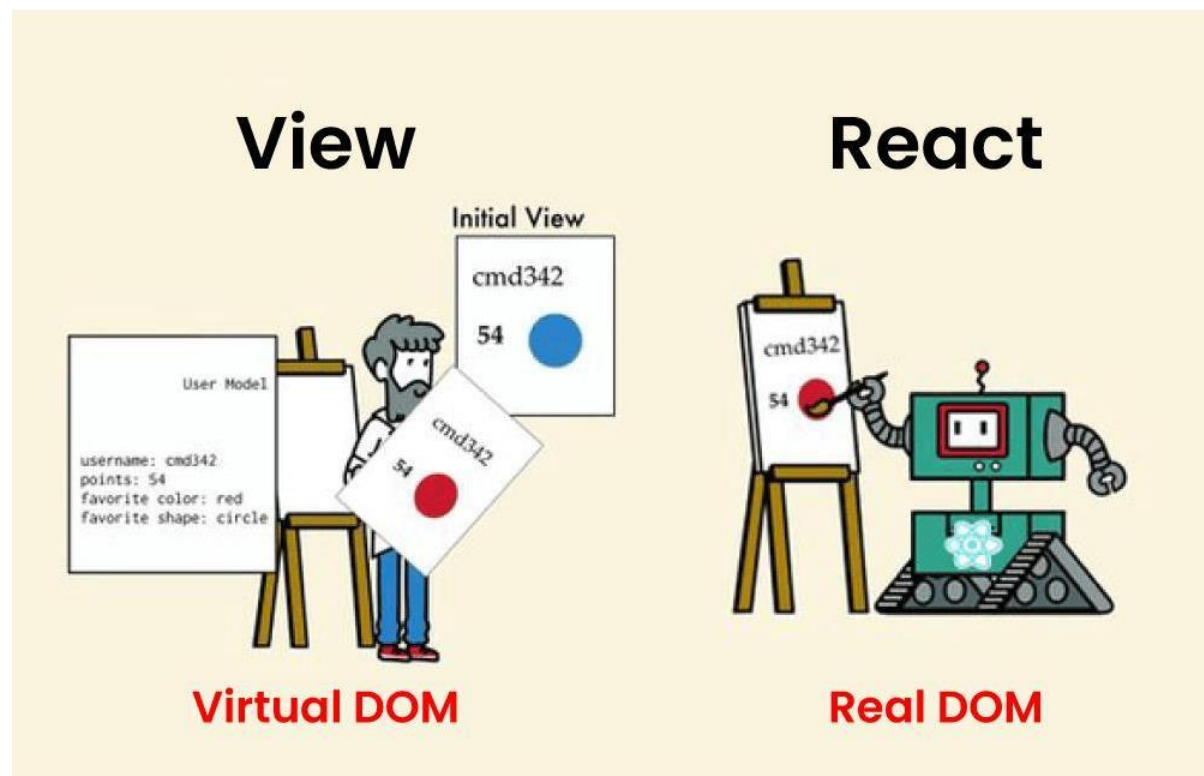 View
React
Initial View
cmd342
54
User Model
username: cmd342
points: 54
favorite color: red
favorite shape: circle
cmd342
54
cmd342
54
Virtual DOM
Real DOM